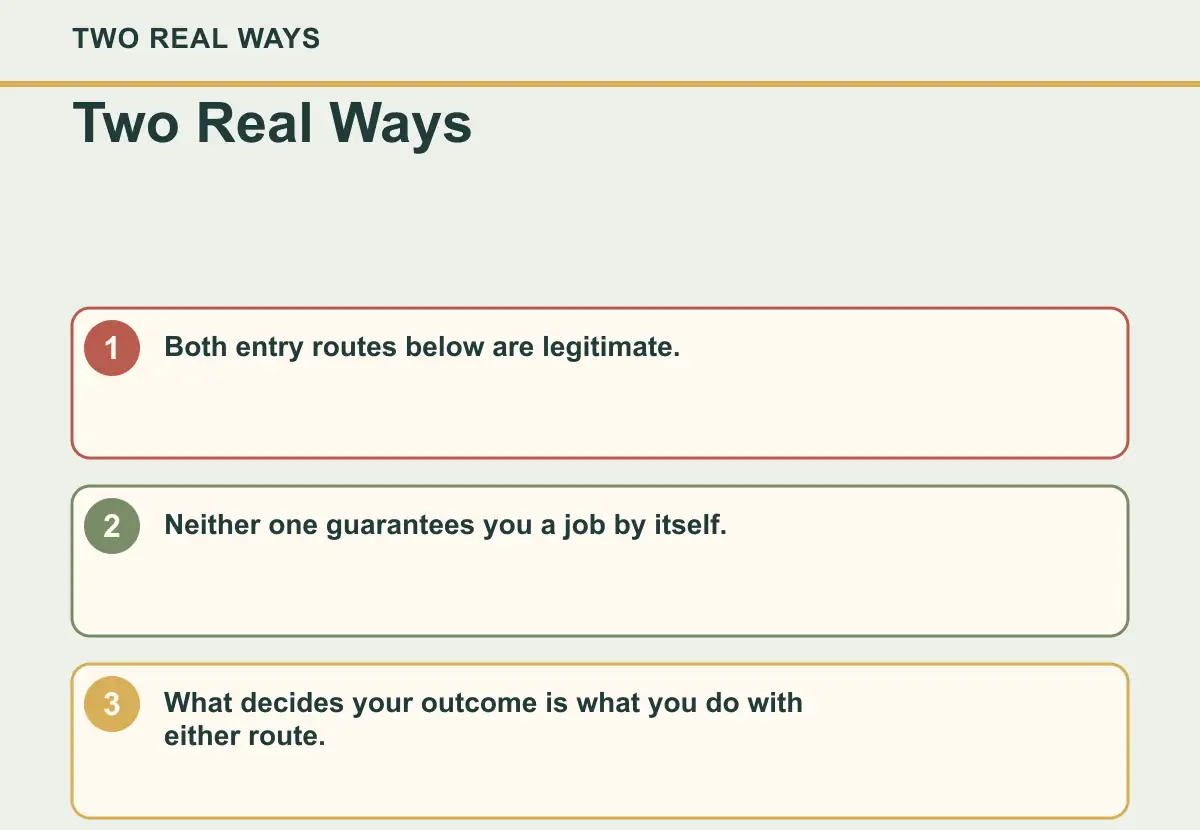 TWO REAL WAYS
Two Real Ways
1
Both entry routes below are legitimate.
2
Neither one guarantees you a job by itself.
3
What decides your outcome is what you do with
either route.